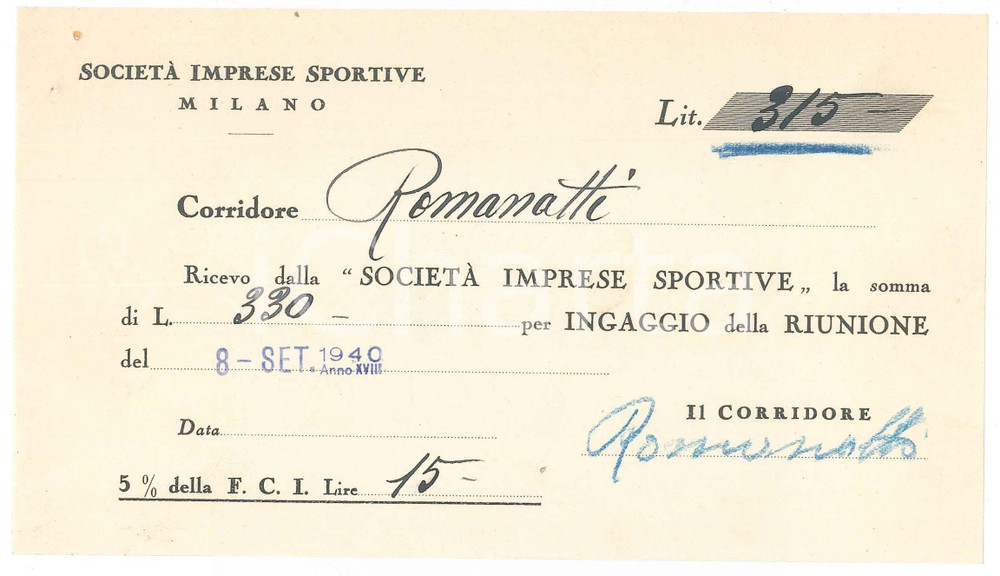 SOCIETÀ IMPRESE SPORTIVE
MILANO
Lit. 315 —
Corridore Romanatti
Ricevo dalla “SOCIETÀ IMPRESE SPORTIVE„ la somma
di L. 330 — per INGAGGIO della RIUNIONE
del 8 - SET. 1940 Anno XVIII
Il CORRIDORE
Data
Romanatti
5 % della F. C. I. Lire 15 -